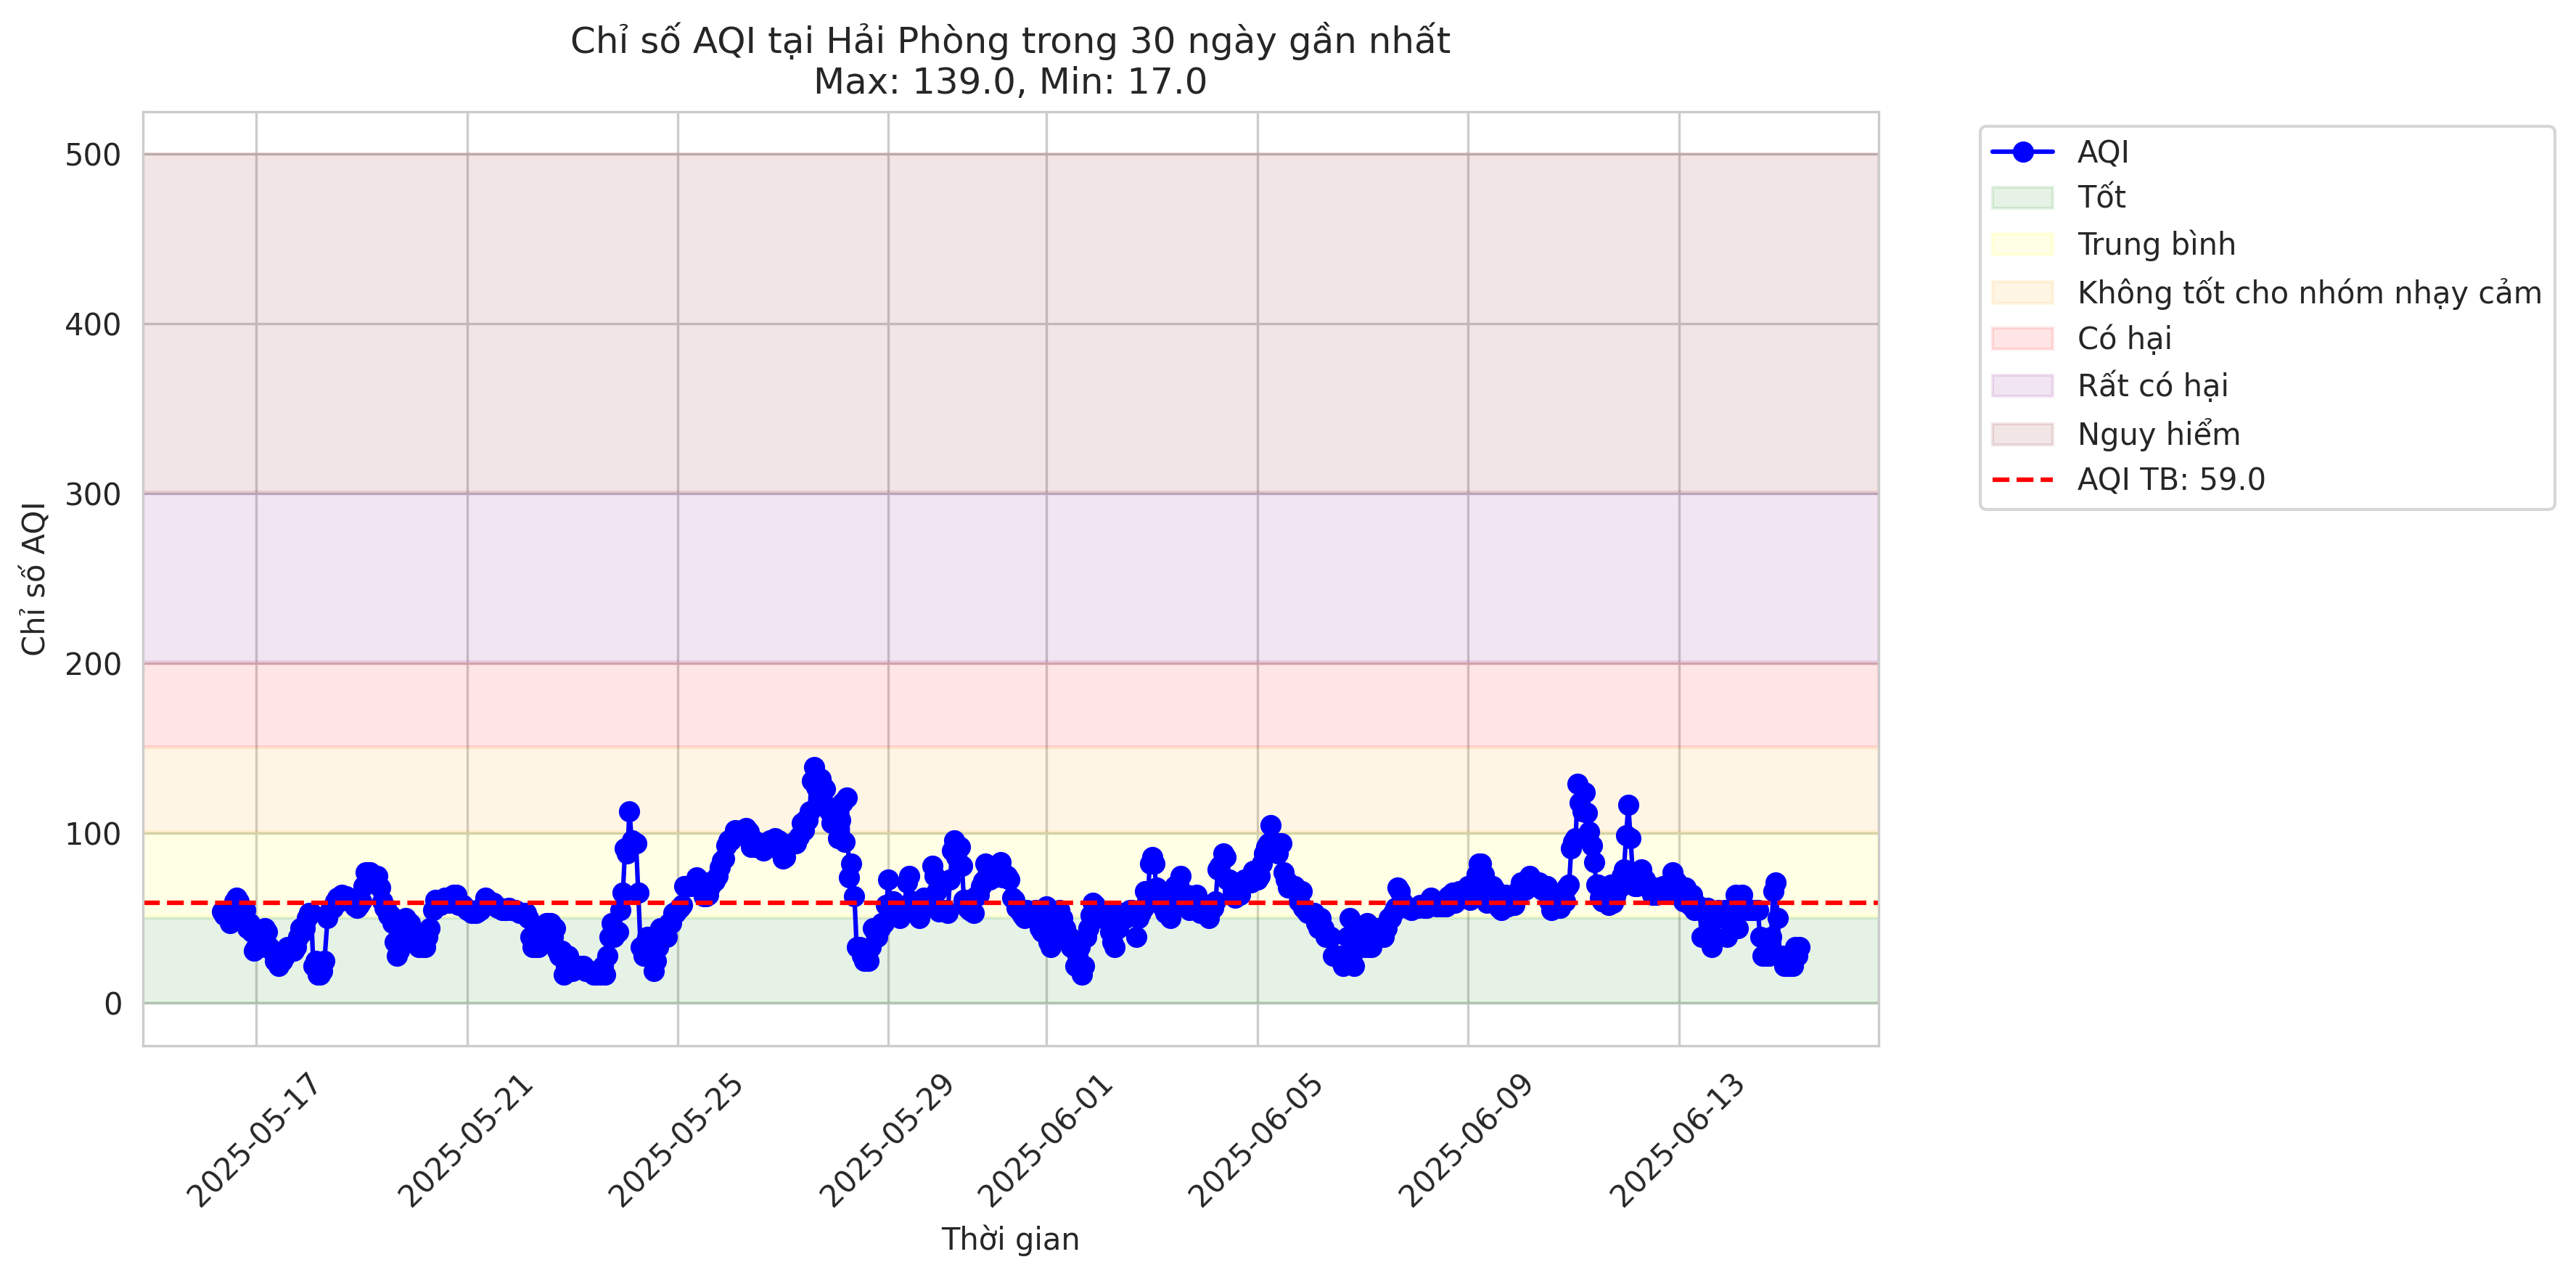 Chỉ số AQI tại Hải Phòng trong 30 ngày gần nhất
Max: 139.0, Min: 17.0
Chỉ số AQI
500
400
300
200
100
0
2025-05-17
2025-05-21
2025-05-25
2025-05-29
2025-06-01
2025-06-05
2025-06-09
2025-06-13
Thời gian
AQI
Tốt
Trung bình
Không tốt cho nhóm nhạy cảm
Có hại
Rất có hại
Nguy hiểm
AQI TB: 59.0